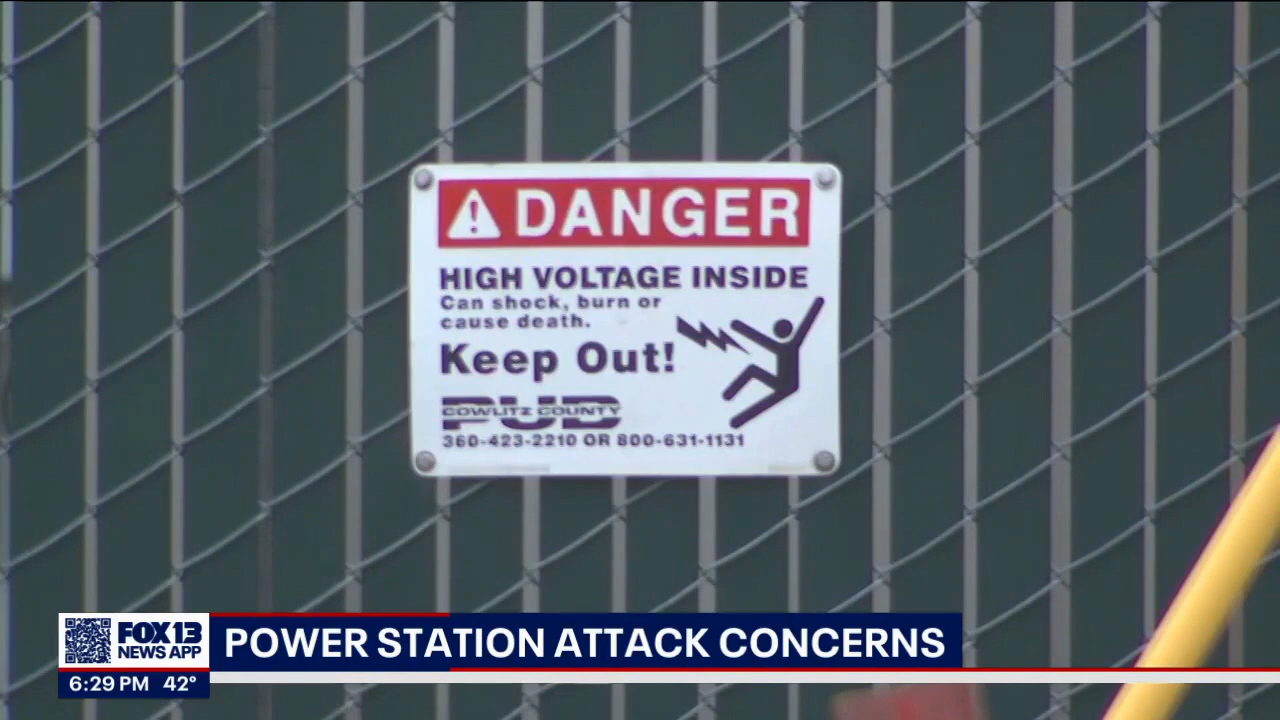 DANGER
HIGH VOLTAGE INSIDE
Can shock, burn or
cause death.
Keep Out!
PUD
COWLITZ COUNTY
360-423-2210 OR 800-631-1131
FOX13
NEWS APP
POWER STATION ATTACK CONCERNS
6:29 PM 42°